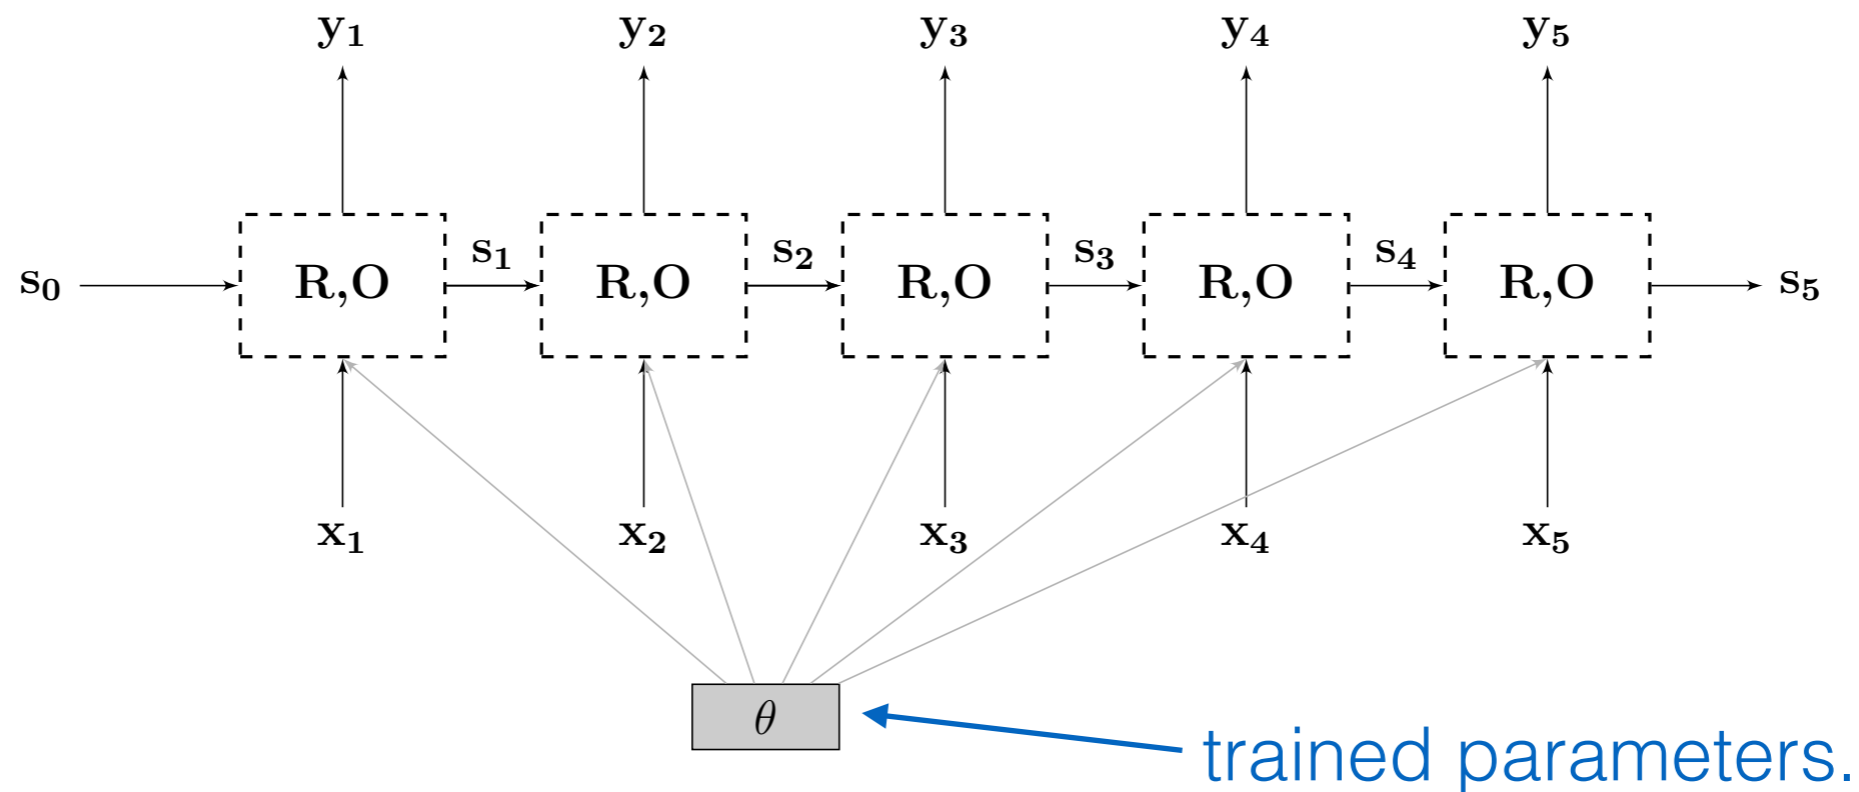 y₁ y₂ y₃ y₄ y₅
s₁ s₂ s₃ s₄
s₀ R,O R,O R,O R,O R,O s₅
x₁ x₂ x₃ x₄ x₅
θ
trained parameters.